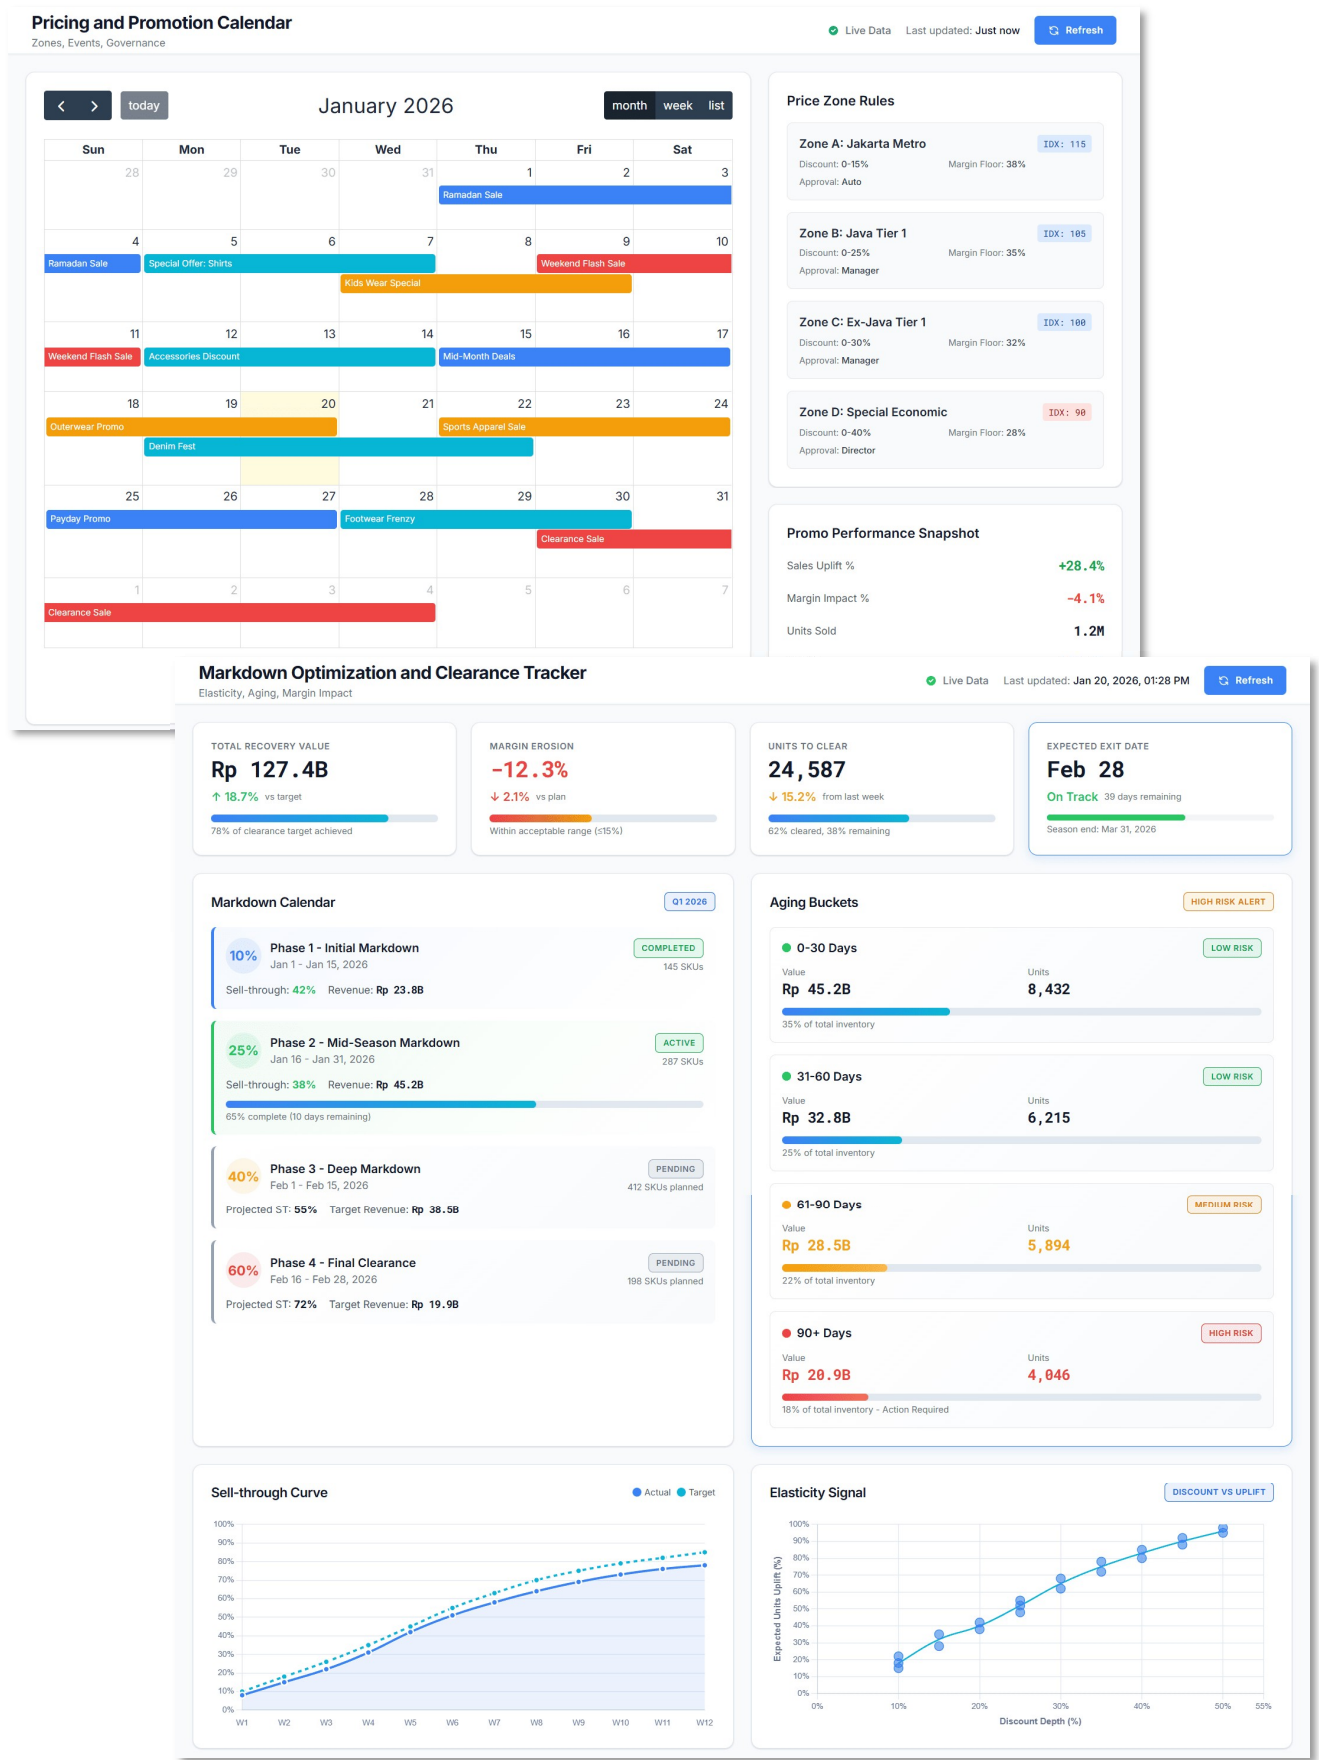 Pricing and Promotion Calendar
Zones, Events, Governance
Live Data Last updated: Just now Refresh
today
January 2026
month week list
Sun Mon Tue Wed Thu Fri Sat
28 29 30 31 1 2 3
Ramadan Sale
4 5 6 7 8 9 10
Ramadan Sale Special Offer: Shirts Weekend Flash Sale
Kids Wear Special
11 12 13 14 15 16 17
Weekend Flash Sale Accessories Discount Mid-Month Deals
18 19 20 21 22 23 24
Outerwear Promo Sports Apparel Sale
Denim Fest
25 26 27 28 29 30 31
Payday Promo Footwear Frenzy
Clearance Sale
1 2 3 4 5 6 7
Clearance Sale
Price Zone Rules
Zone A: Jakarta Metro IDX: 115
Discount: 0-15% Margin Floor: 38%
Approval: Auto
Zone B: Java Tier 1 IDX: 105
Discount: 0-25% Margin Floor: 35%
Approval: Manager
Zone C: Ex-Java Tier 1 IDX: 100
Discount: 0-30% Margin Floor: 32%
Approval: Manager
Zone D: Special Economic IDX: 90
Discount: 0-40% Margin Floor: 28%
Approval: Director
Promo Performance Snapshot
Sales Uplift % +28.4%
Margin Impact % -4.1%
Units Sold 1.2M
Markdown Optimization and Clearance Tracker
Elasticity, Aging, Margin Impact
Live Data Last updated: Jan 20, 2026, 01:28 PM Refresh
TOTAL RECOVERY VALUE
Rp 127.4B
↑ 18.7% vs target
78% of clearance target achieved
MARGIN EROSION
-12.3%
↓ 2.1% vs plan
Within acceptable range (≤15%)
UNITS TO CLEAR
24,587
↓ 15.2% from last week
62% cleared, 38% remaining
EXPECTED EXIT DATE
Feb 28
On Track 39 days remaining
Season end: Mar 31, 2026
Markdown Calendar Q1 2026
10% Phase 1 - Initial Markdown COMPLETED
Jan 1 - Jan 15, 2026 145 SKUs
Sell-through: 42% Revenue: Rp 23.8B
25% Phase 2 - Mid-Season Markdown ACTIVE
Jan 16 - Jan 31, 2026 287 SKUs
Sell-through: 38% Revenue: Rp 45.2B
65% complete (10 days remaining)
40% Phase 3 - Deep Markdown PENDING
Feb 1 - Feb 15, 2026 412 SKUs planned
Projected ST: 55% Target Revenue: Rp 38.5B
60% Phase 4 - Final Clearance PENDING
Feb 16 - Feb 28, 2026 198 SKUs planned
Projected ST: 72% Target Revenue: Rp 19.9B
Aging Buckets HIGH RISK ALERT
0-30 Days LOW RISK
Value Units
Rp 45.2B 8,432
35% of total inventory
31-60 Days LOW RISK
Value Units
Rp 32.8B 6,215
25% of total inventory
61-90 Days MEDIUM RISK
Value Units
Rp 28.5B 5,894
22% of total inventory
90+ Days HIGH RISK
Value Units
Rp 20.9B 4,046
18% of total inventory - Action Required
Sell-through Curve Actual Target
100%
90%
80%
70%
60%
50%
40%
30%
20%
10%
0%
W1 W2 W3 W4 W5 W6 W7 W8 W9 W10 W11 W12
Elasticity Signal DISCOUNT VS UPLIFT
Expected Units Uplift (%)
100%
90%
80%
70%
60%
50%
40%
30%
20%
10%
0%
0% 10% 20% 30% 40% 50% 55%
Discount Depth (%)